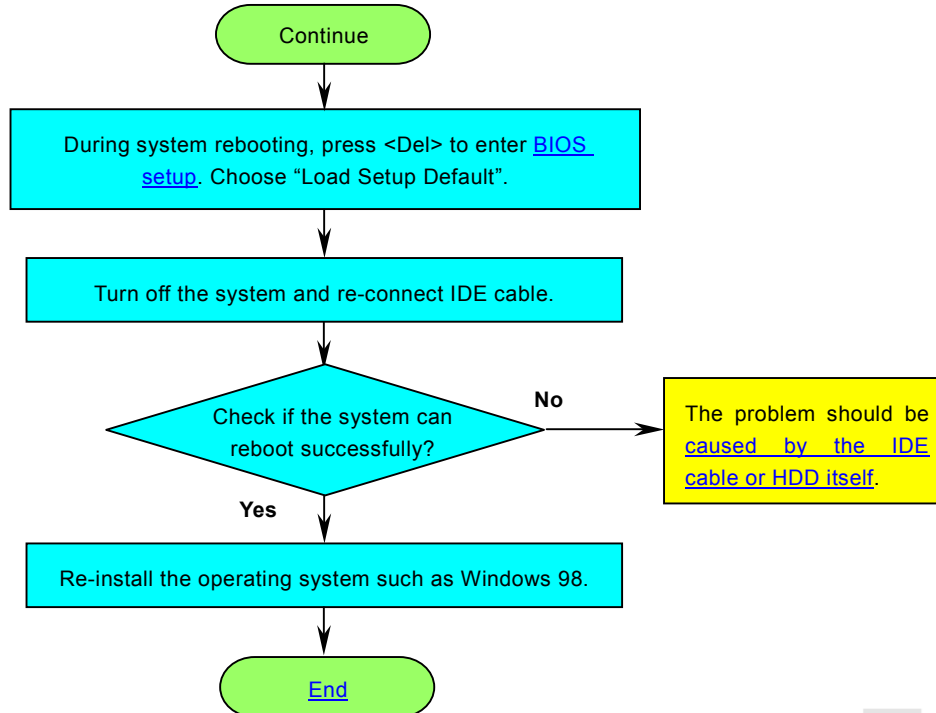 Continue
During system rebooting, press <Del> to enter BIOS
setup. Choose “Load Setup Default”.
Turn off the system and re-connect IDE cable.
Check if the system can
reboot successfully?
No
The problem should be
caused by the IDE
cable or HDD itself.
Yes
Re-install the operating system such as Windows 98.
End